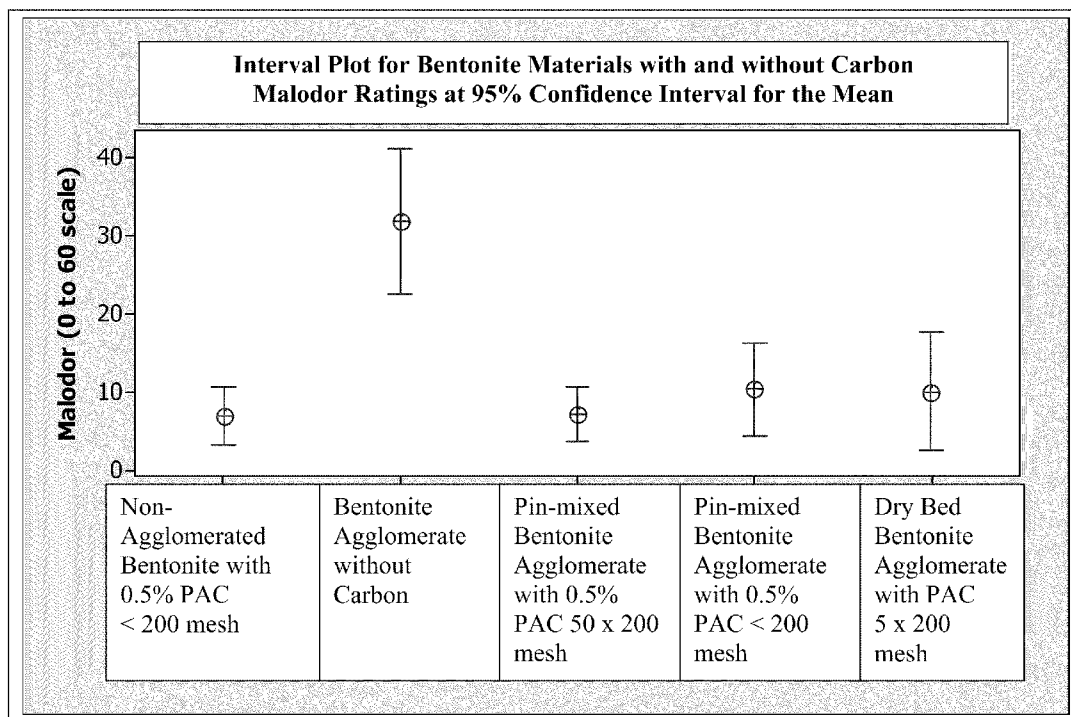 Interval Plot for Bentonite Materials with and without Carbon
Malodor Ratings at 95% Confidence Interval for the Mean
Malodor (0 to 60 scale)
40
30
20
10
0
Non-
Agglomerated
Bentonite with
0.5% PAC
< 200 mesh
Bentonite
Agglomerate
without
Carbon
Pin-mixed
Bentonite
Agglomerate
with 0.5%
PAC 50 x 200
mesh
Pin-mixed
Bentonite
Agglomerate
with 0.5%
PAC < 200
mesh
Dry Bed
Bentonite
Agglomerate
with PAC
5 x 200
mesh